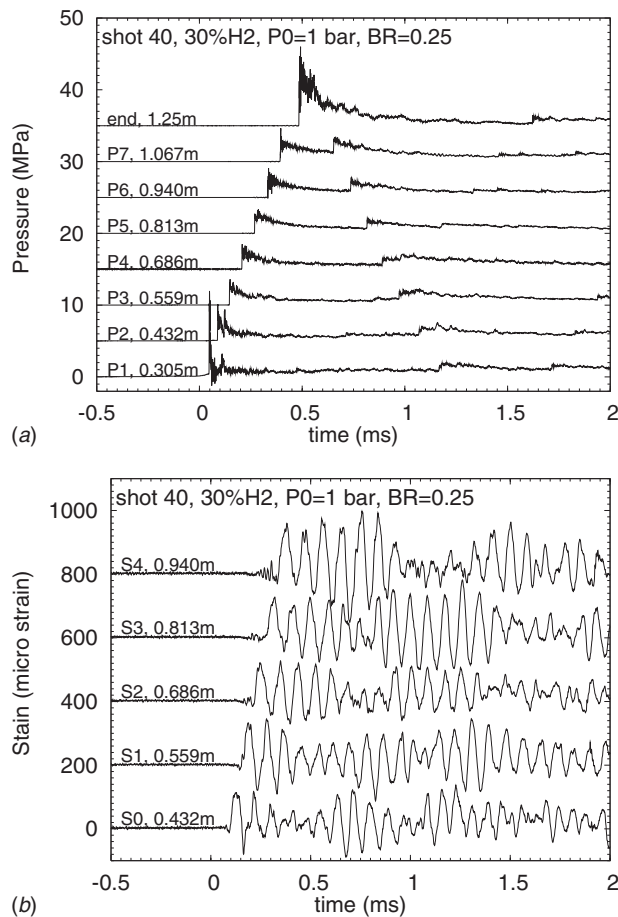 shot 40, 30%H2, P0=1 bar, BR=0.25
50
40
30
20
10
0
Pressure (MPa)
end, 1.25m
P7, 1.067m
P6, 0.940m
P5, 0.813m
P4, 0.686m
P3, 0.559m
P2, 0.432m
P1, 0.305m
-0.5 0 0.5 1 1.5 2
(a) time (ms)
shot 40, 30%H2, P0=1 bar, BR=0.25
1000
800
600
400
200
0
Stain (micro strain)
S4, 0.940m
S3, 0.813m
S2, 0.686m
S1, 0.559m
S0, 0.432m
-0.5 0 0.5 1 1.5 2
(b) time (ms)